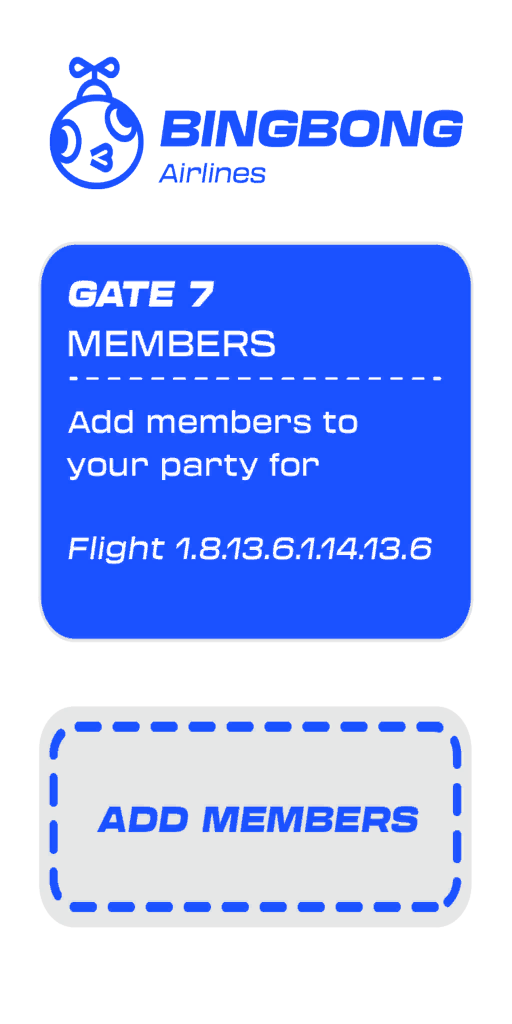 BINGBONG
Airlines
GATE 7
MEMBERS
Add members to
your party for
Flight 1.8.13.6.1.14.13.6
ADD MEMBERS